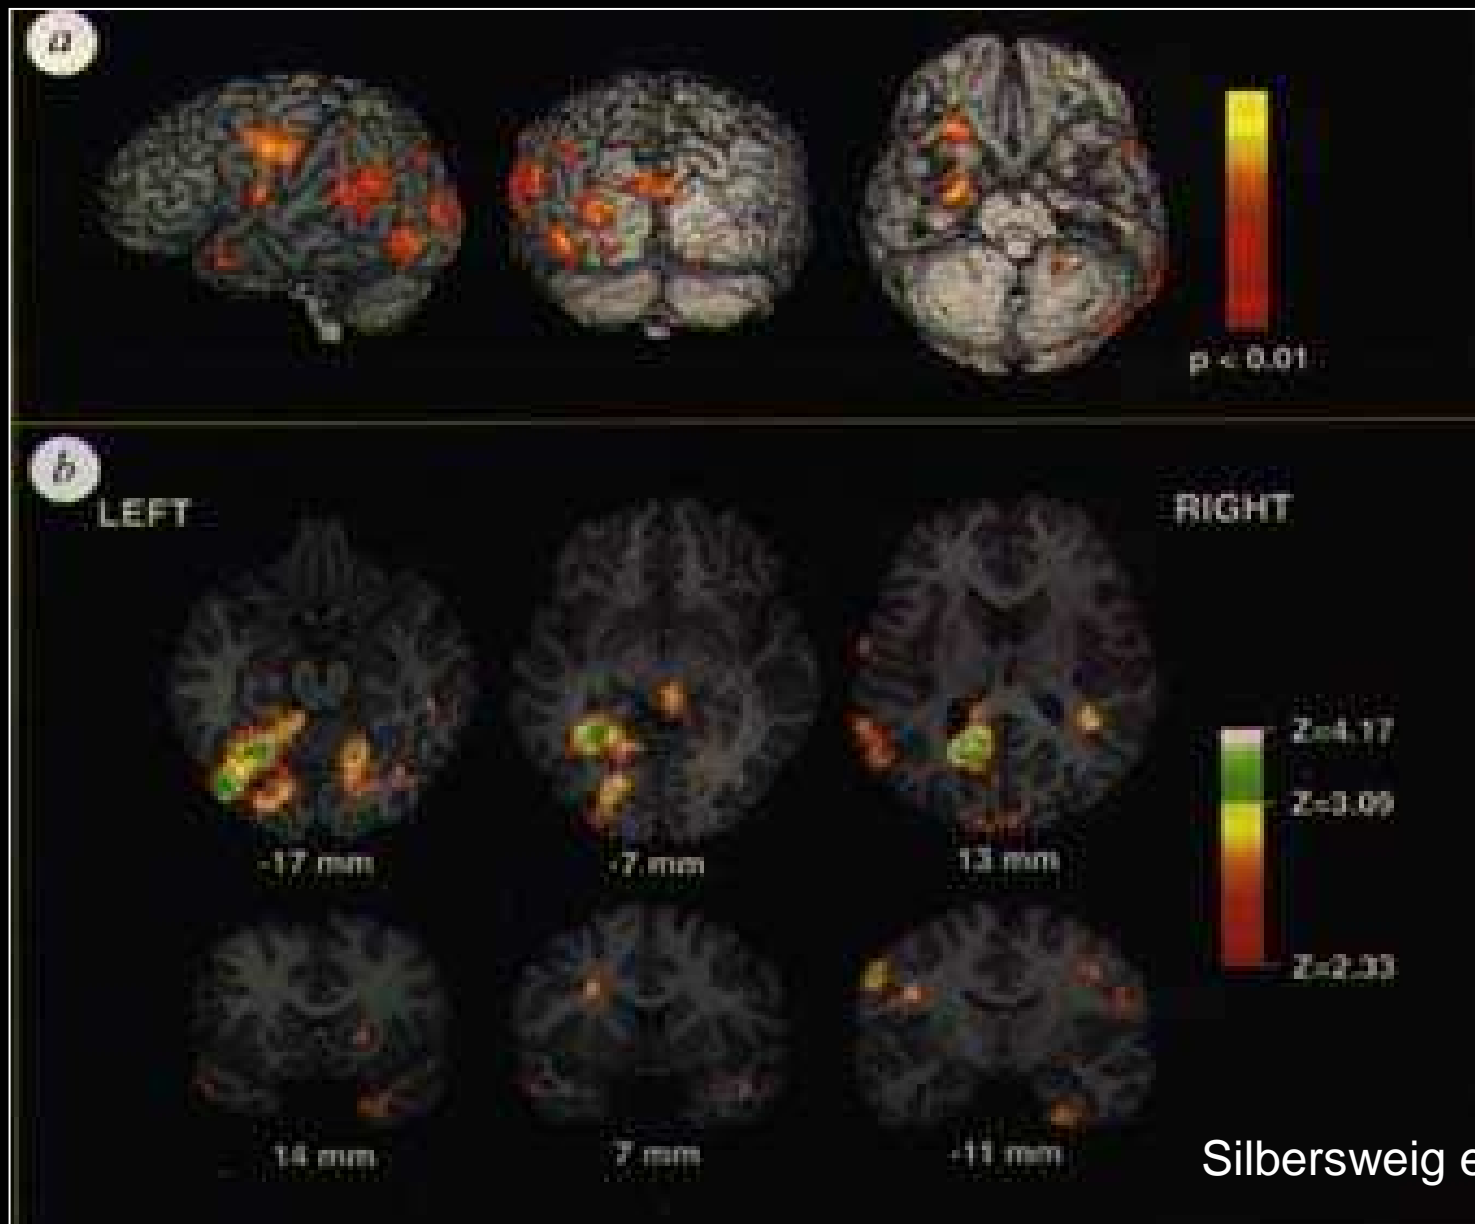 a
p < 0.01
b
LEFT
RIGHT
Z=4.17
Z=3.09
-17 mm
-7 mm
13 mm
Z=2.33
14 mm
7 mm
-11 mm
Silbersweig e